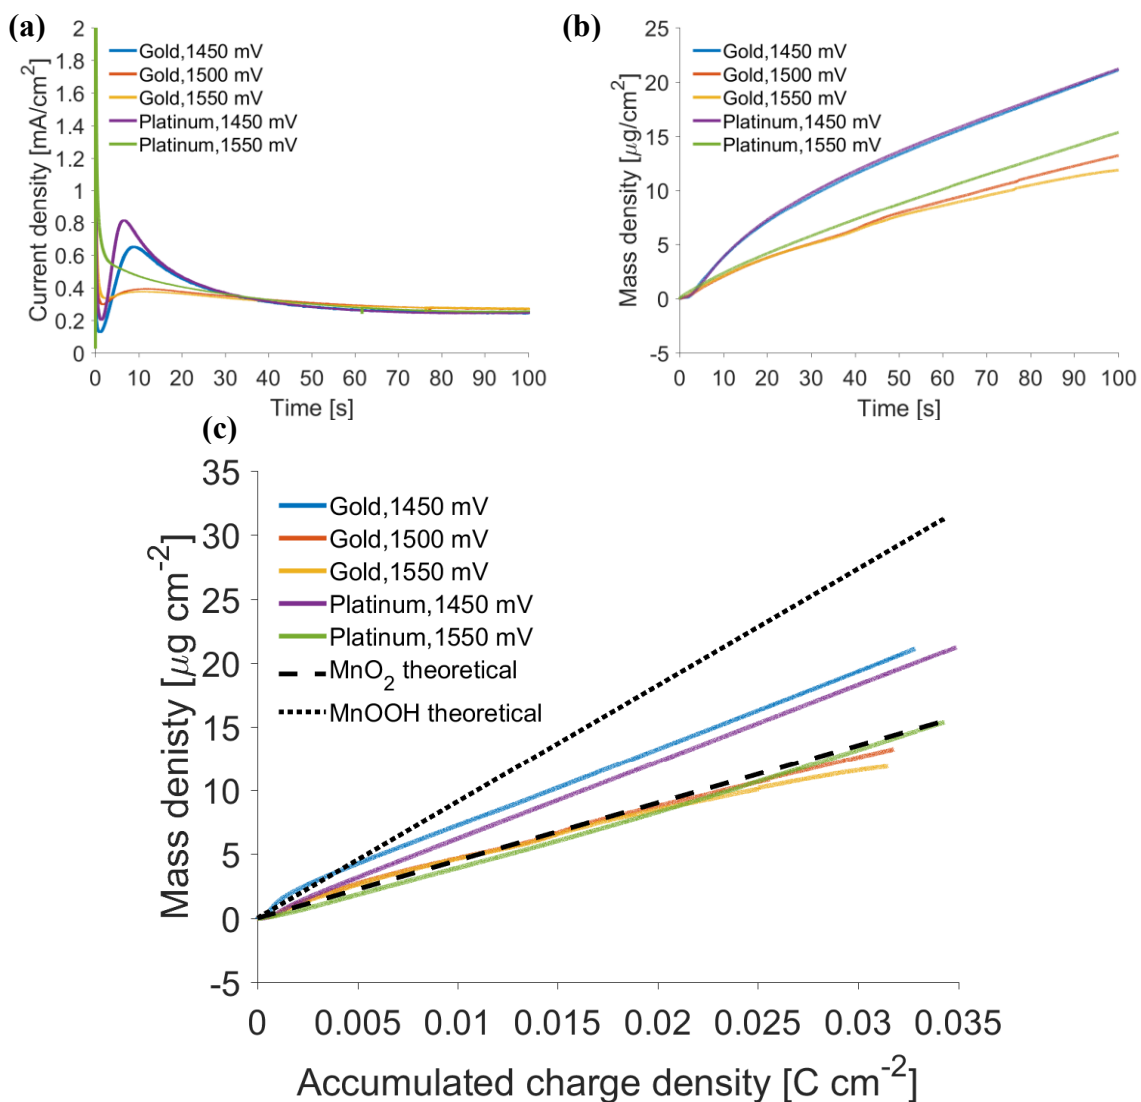 (a)
2
1.8
1.6
1.4
1.2
1
0.8
0.6
0.4
0.2
0
Current density [mA/cm²]
Gold,1450 mV
Gold,1500 mV
Gold,1550 mV
Platinum,1450 mV
Platinum,1550 mV
0 10 20 30 40 50 60 70 80 90 100
Time [s]
(b)
25
20
15
10
5
0
-5
Mass density [μg/cm²]
Gold,1450 mV
Gold,1500 mV
Gold,1550 mV
Platinum,1450 mV
Platinum,1550 mV
0 10 20 30 40 50 60 70 80 90 100
Time [s]
(c)
35
30
25
20
15
10
5
0
-5
Mass denisty [μg cm⁻²]
Gold,1450 mV
Gold,1500 mV
Gold,1550 mV
Platinum,1450 mV
Platinum,1550 mV
MnO₂ theoretical
MnOOH theoretical
0 0.005 0.01 0.015 0.02 0.025 0.03 0.035
Accumulated charge density [C cm⁻²]